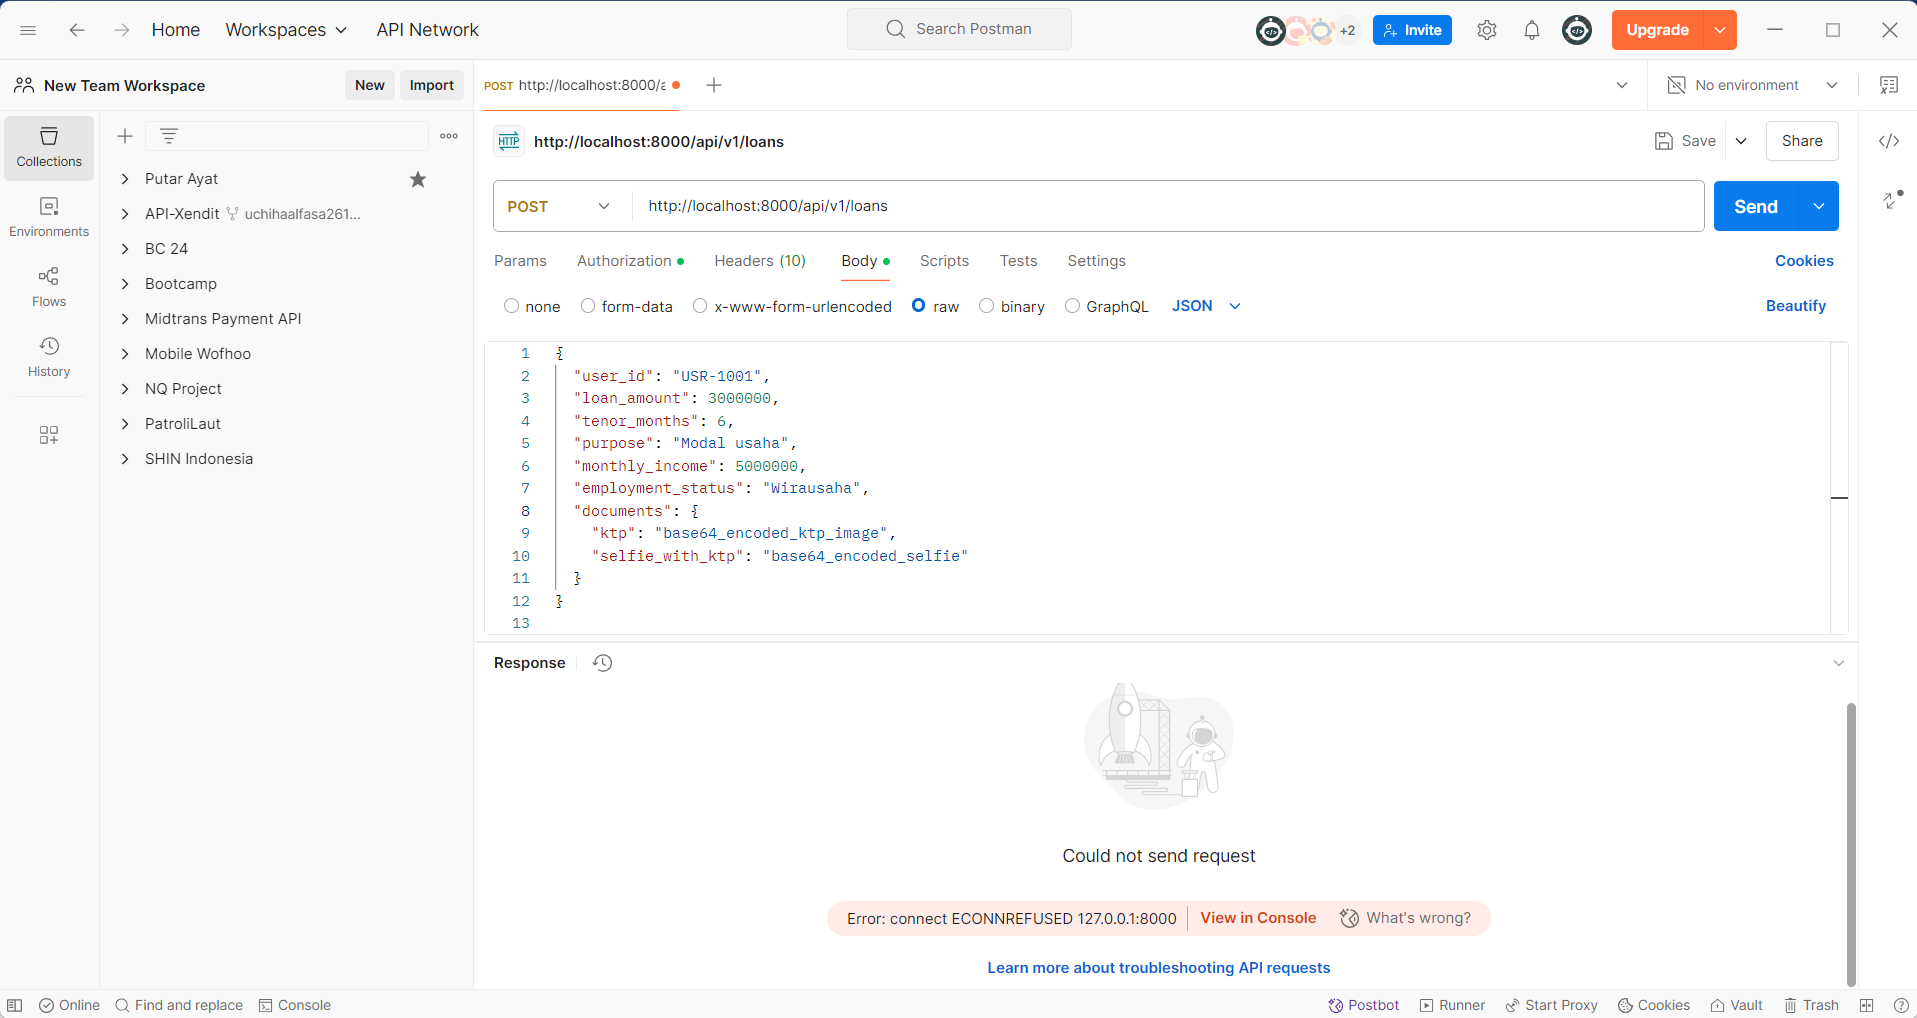 Home Workspaces API Network Search Postman +2 Invite Upgrade
New Team Workspace New Import POST http://localhost:8000/a No environment
Collections
Environments
Flows
History
Putar Ayat
API-Xendit uchihaalfasa261...
BC 24
Bootcamp
Midtrans Payment API
Mobile Wofhoo
NQ Project
PatroliLaut
SHIN Indonesia
HTTP http://localhost:8000/api/v1/loans Save Share
POST http://localhost:8000/api/v1/loans Send
Params Authorization Headers (10) Body Scripts Tests Settings Cookies
none form-data x-www-form-urlencoded raw binary GraphQL JSON Beautify
1 {
2 "user_id": "USR-1001",
3 "loan_amount": 3000000,
4 "tenor_months": 6,
5 "purpose": "Modal usaha",
6 "monthly_income": 5000000,
7 "employment_status": "Wirausaha",
8 "documents": {
9 "ktp": "base64_encoded_ktp_image",
10 "selfie_with_ktp": "base64_encoded_selfie"
11 }
12 }
13
Response
Could not send request
Error: connect ECONNREFUSED 127.0.0.1:8000 View in Console What's wrong?
Learn more about troubleshooting API requests
Online Find and replace Console Postbot Runner Start Proxy Cookies Vault Trash